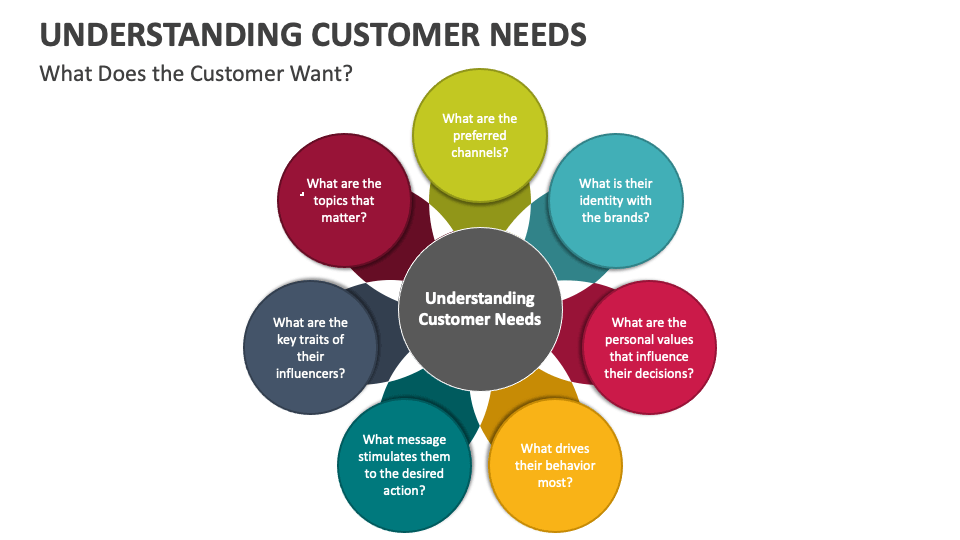 UNDERSTANDING CUSTOMER NEEDS
What Does the Customer Want?
What are the
preferred
channels?
What is their
identity with
the brands?
What are the
personal values
that influence
their decisions?
What drives
their behavior
most?
What message
stimulates them
to the desired
action?
What are the
key traits of
their
influencers?
What are the
topics that
matter?
Understanding
Customer Needs